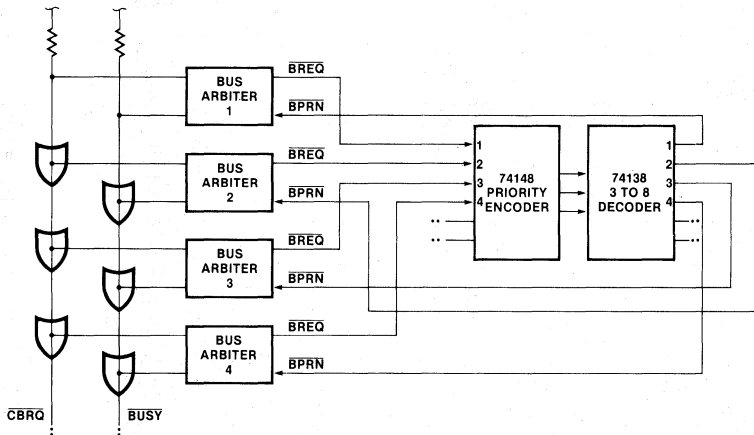 BUS
ARBITER
1
BREQ
BPRN
BUS
ARBITER
2
BREQ
BPRN
BUS
ARBITER
3
BREQ
BPRN
BUS
ARBITER
4
BREQ
BPRN
1
2
3
4
74148
PRIORITY
ENCODER
74138
3 TO 8
DECODER
1
2
3
4
CBRQ
BUSY